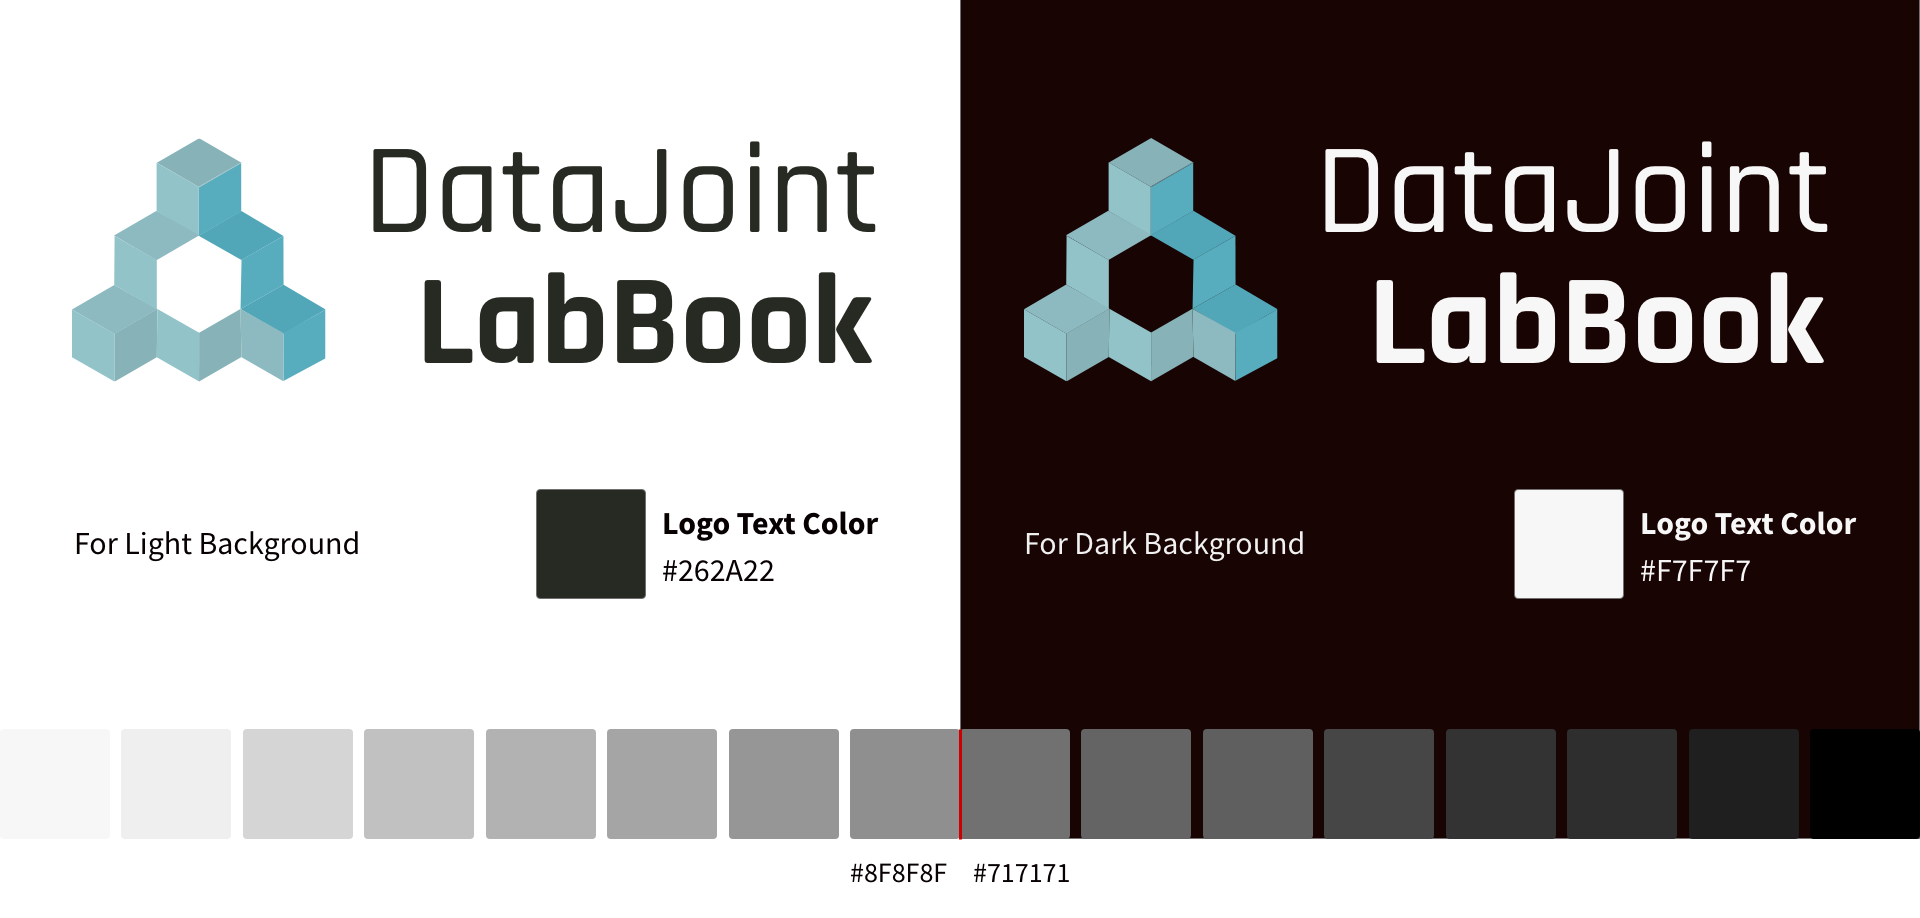 DataJoint
LabBook
For Light Background
Logo Text Color
#262A22
DataJoint
LabBook
For Dark Background
Logo Text Color
#F7F7F7
#8F8F8F
#717171